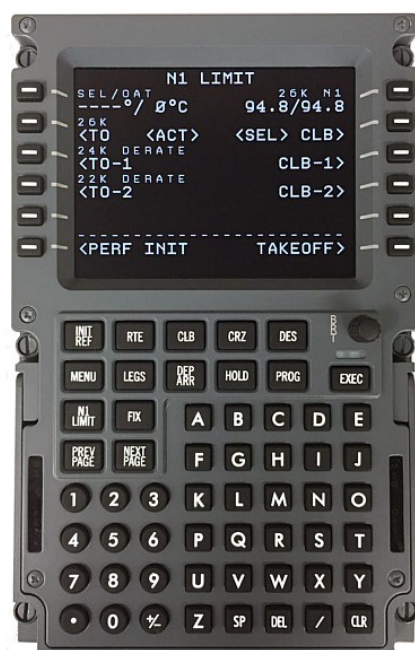 N1 LIMIT
SEL/OAT 26K N1
----°/ 0°C 94.8/94.8
26K
<TO <ACT> <SEL> CLB>
24K DERATE
<TO-1 CLB-1>
22K DERATE
<TO-2 CLB-2>
--------------------------------
<PERF INIT TAKEOFF>
BRT
INIT REF RTE CLB CRZ DES
MENU LEGS DEP ARR HOLD PROG EXEC
N1 LIMIT FIX A B C D E
PREV PAGE NEXT PAGE F G H I J
1 2 3 K L M N O
4 5 6 P Q R S T
7 8 9 U V W X Y
. 0 +/- Z SP DEL / CLR